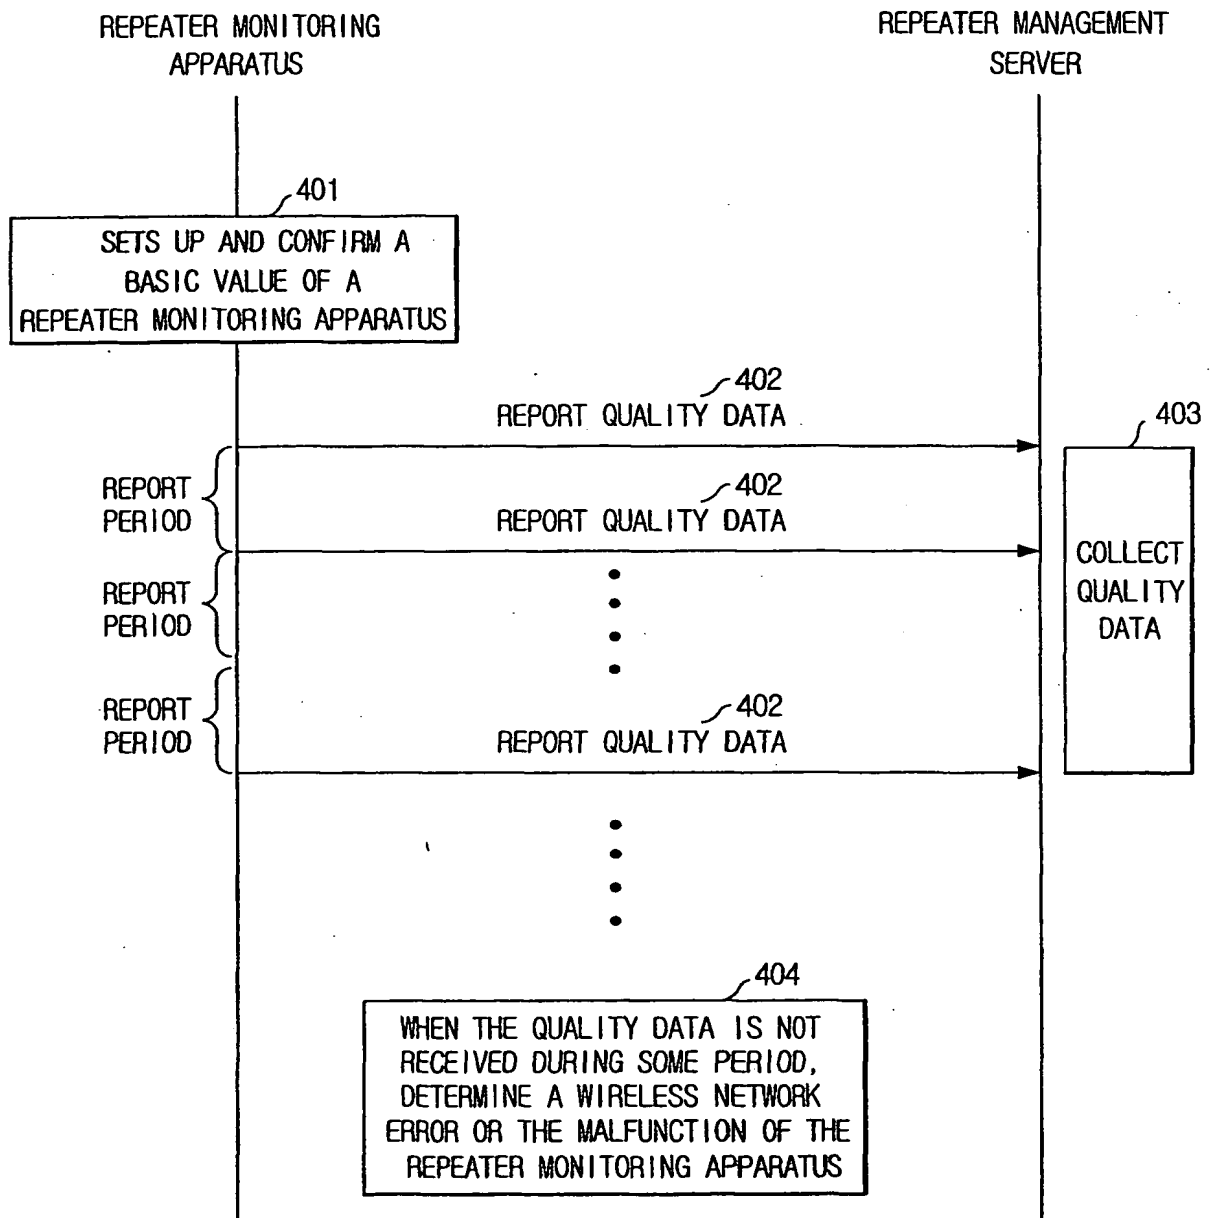 REPEATER MONITORING
APPARATUS
REPEATER MANAGEMENT
SERVER
401
SETS UP AND CONFIRM A
BASIC VALUE OF A
REPEATER MONITORING APPARATUS
402
REPORT QUALITY DATA
403
REPORT
PERIOD
402
REPORT QUALITY DATA
COLLECT
QUALITY
DATA
REPORT
PERIOD
REPORT
PERIOD
402
REPORT QUALITY DATA
404
WHEN THE QUALITY DATA IS NOT
RECEIVED DURING SOME PERIOD,
DETERMINE A WIRELESS NETWORK
ERROR OR THE MALFUNCTION OF THE
REPEATER MONITORING APPARATUS